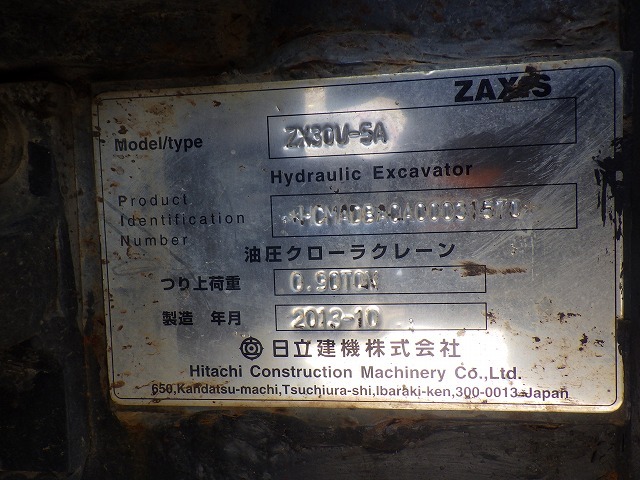 ZAXIS
Model/type ZX30U-5A
Hydraulic Excavator
Product
Identification
Number
油圧クローラクレーン
つり上荷重 0.90TON
製造 年月 2013-10
日立建機株式会社
Hitachi Construction Machinery Co.,Ltd.
650,Kandatsu-machi,Tsuchiura-shi,Ibaraki-ken,300-0013 Japan